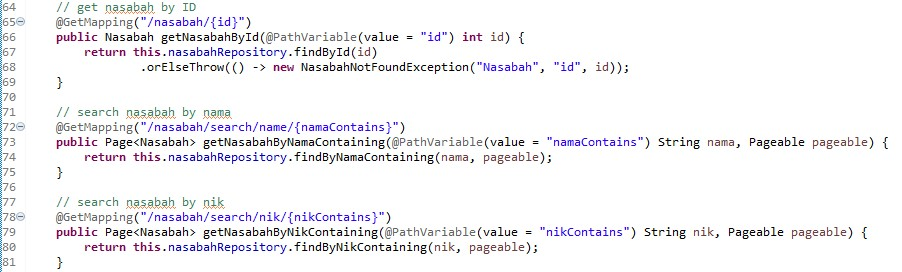 64 // get nasabah by ID
65 @GetMapping("/nasabah/{id}")
66 public Nasabah getNasabahById(@PathVariable(value = "id") int id) {
67 return this.nasabahRepository.findById(id)
68 .orElseThrow(() -> new NasabahNotFoundException("Nasabah", "id", id));
69 }
70
71 // search nasabah by nama
72 @GetMapping("/nasabah/search/name/{namaContains}")
73 public Page<Nasabah> getNasabahByNamaContaining(@PathVariable(value = "namaContains") String nama, Pageable pageable) {
74 return this.nasabahRepository.findByNamaContaining(nama, pageable);
75 }
76
77 // search nasabah by nik
78 @GetMapping("/nasabah/search/nik/{nikContains}")
79 public Page<Nasabah> getNasabahByNikContaining(@PathVariable(value = "nikContains") String nik, Pageable pageable) {
80 return this.nasabahRepository.findByNikContaining(nik, pageable);
81 }